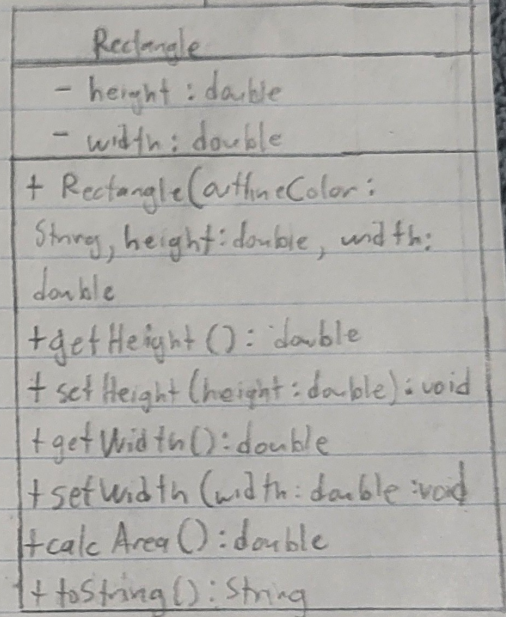 Rectangle
- height : double
- width : double
+ Rectangle(outlineColor :
String, height : double, width :
double
+ getHeight () : double
+ setHeight (height : double) : void
+ getWidth() : double
+ setWidth (width : double : void
+ calcArea () : double
+ toString() : String